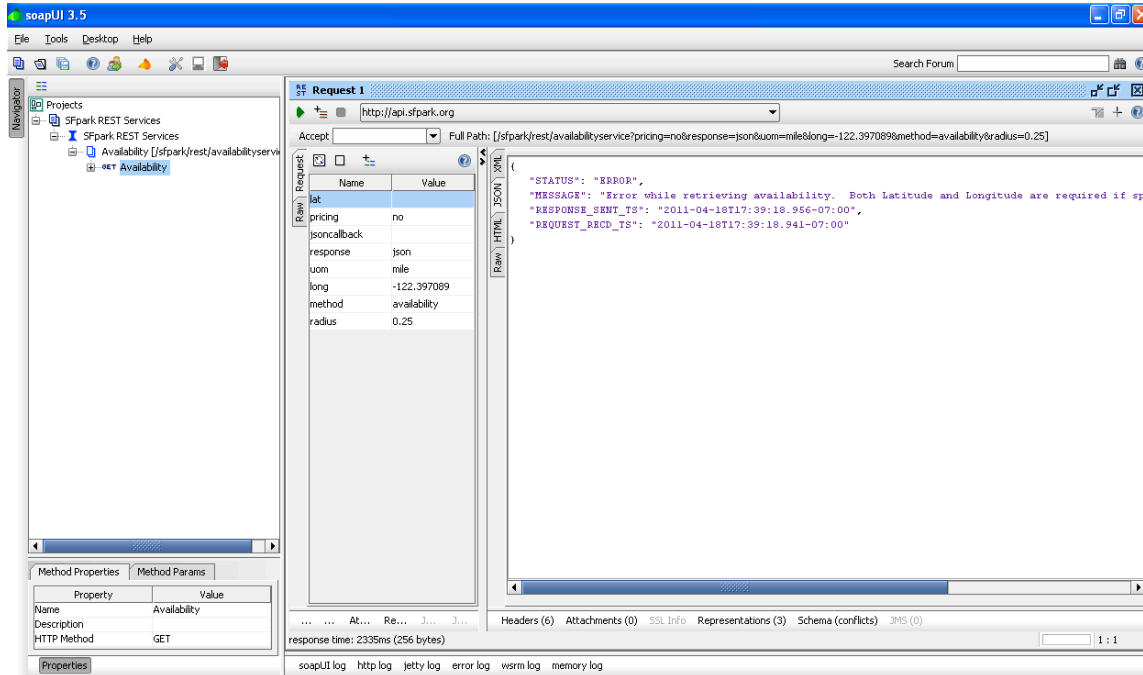 soapUI 3.5
File Tools Desktop Help
Search Forum
Navigator
Projects
SFpark REST Services
SFpark REST Services
Availability [/sfpark/rest/availabilityservi
GET Availability
REST Request 1
http://api.sfpark.org
Accept Full Path: [/sfpark/rest/availabilityservice?pricing=no&response=json&uom=mile&long=-122.397089&method=availability&radius=0.25]
Request
Raw
Name Value
lat
pricing no
jsoncallback
response json
uom mile
long -122.397089
method availability
radius 0.25
XML
JSON
HTML
Raw
{
"STATUS": "ERROR",
"MESSAGE": "Error while retrieving availability.  Both Latitude and Longitude are required if sp
"RESPONSE_SENT_TS": "2011-04-18T17:39:18.956-07:00",
"REQUEST_RECD_TS": "2011-04-18T17:39:18.941-07:00"
}
Method Properties Method Params
Property Value
Name Availability
Description
HTTP Method GET
Properties
... ... At... Re... J... J...
Headers (6) Attachments (0) SSL Info Representations (3) Schema (conflicts) JMS (0)
response time: 2335ms (256 bytes)
1 : 1
soapUI log http log jetty log error log wsrm log memory log